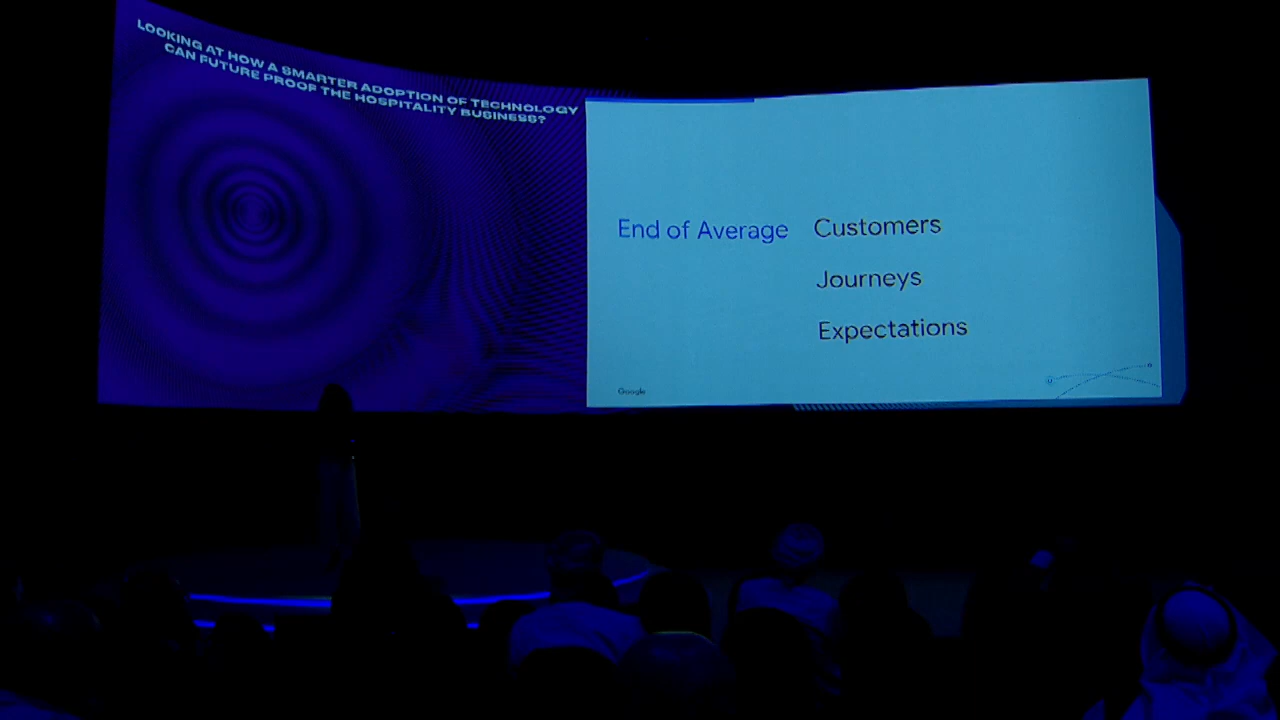 LOOKING AT HOW A SMARTER ADOPTION OF TECHNOLOGY
CAN FUTURE PROOF THE HOSPITALITY BUSINESS?
End of Average Customers
Journeys
Expectations
Google